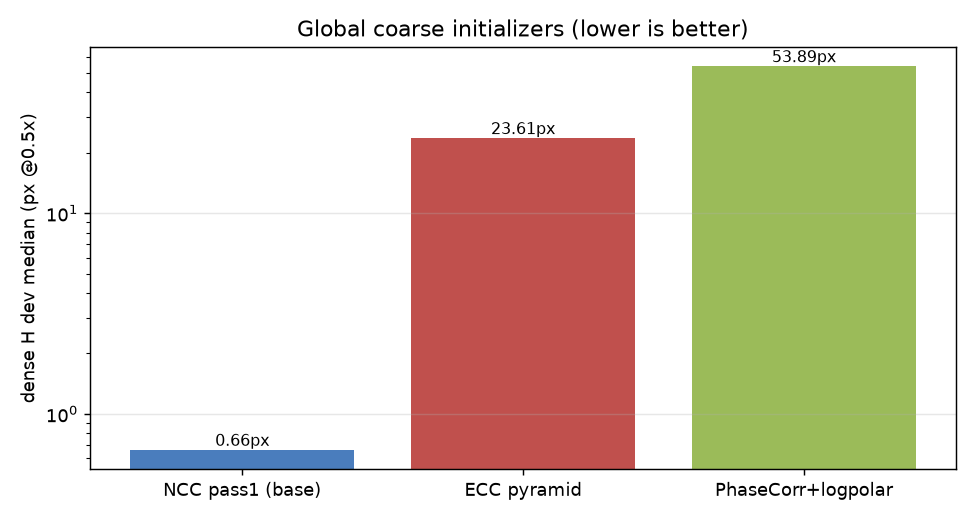 Global coarse initializers (lower is better)
dense H dev median (px @0.5x)
10¹
10⁰
0.66px
23.61px
53.89px
NCC pass1 (base)
ECC pyramid
PhaseCorr+logpolar